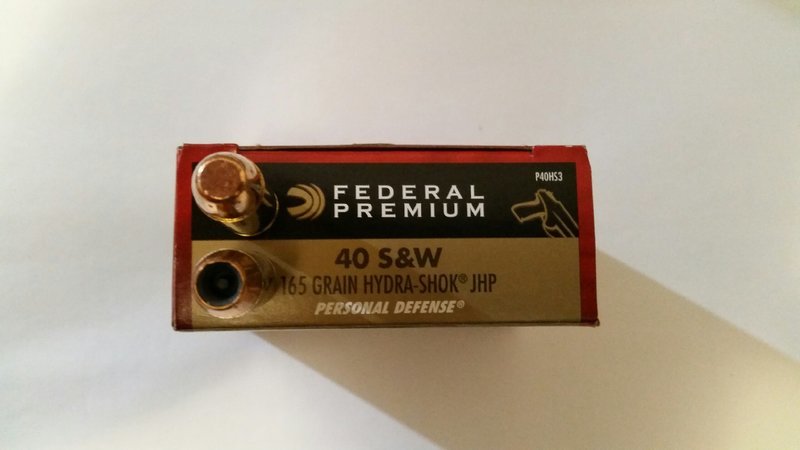 P40HS3
FEDERAL
PREMIUM
40 S&W
165 GRAIN HYDRA-SHOK® JHP
PERSONAL DEFENSE®